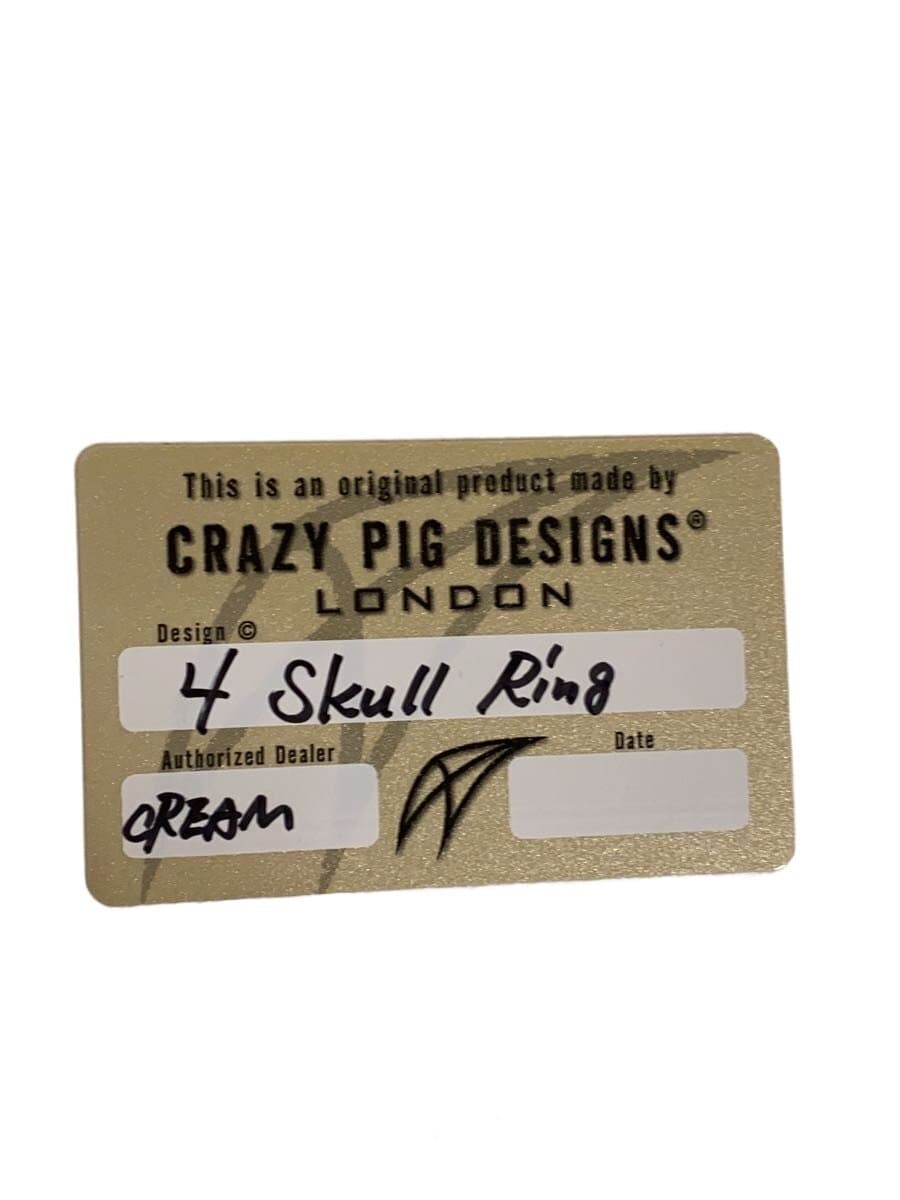 This is an original product made by
CRAZY PIG DESIGNS®
LONDON
Design ©
4 Skull Ring
Authorized Dealer
Date
CREAM